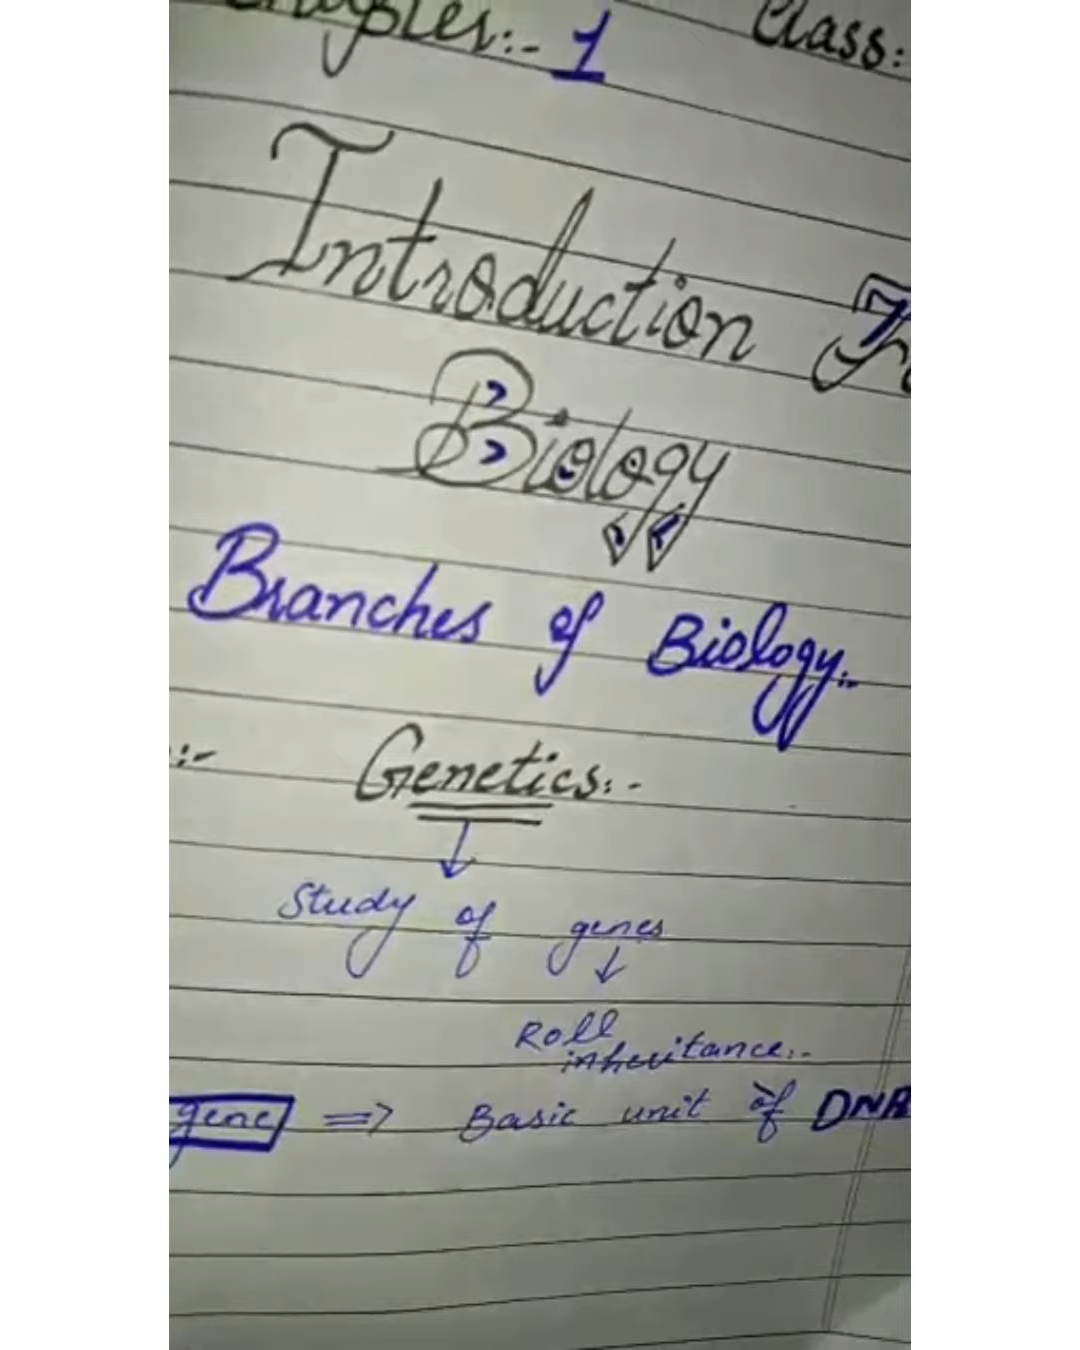 Chapter:- 1 Class:
Introduction To
Biology
Branches of Biology:-
:- Genetics:-
Study of genes
Roll
inheritance:-
gene => Basic unit of DNA